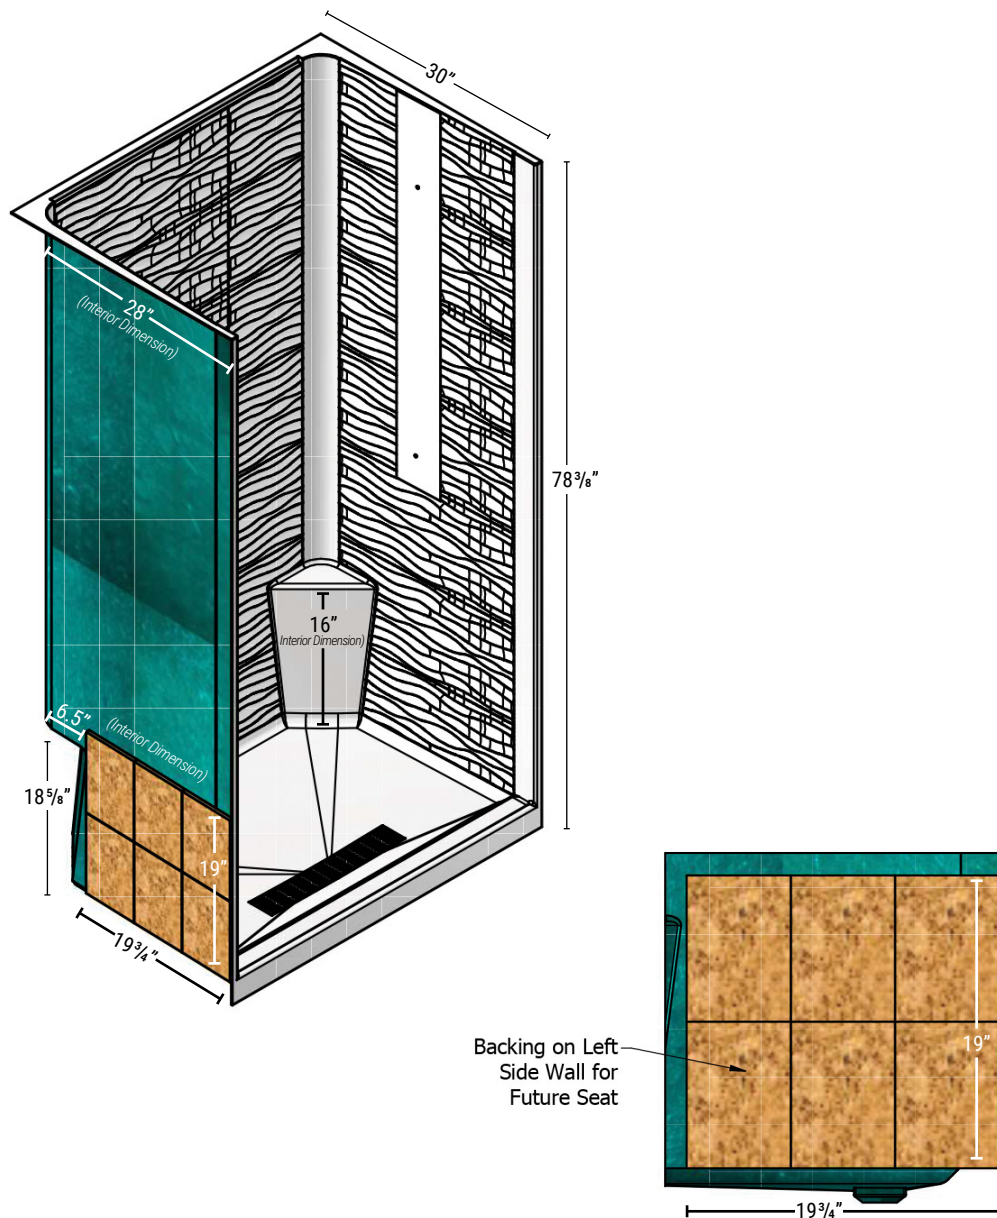 30”
28”
(Interior Dimension)
78⅜”
16”
Interior Dimension)
6.5”
(Interior Dimension)
18⅝”
19”
19¾”
Backing on Left
Side Wall for
Future Seat
19”
19¾”